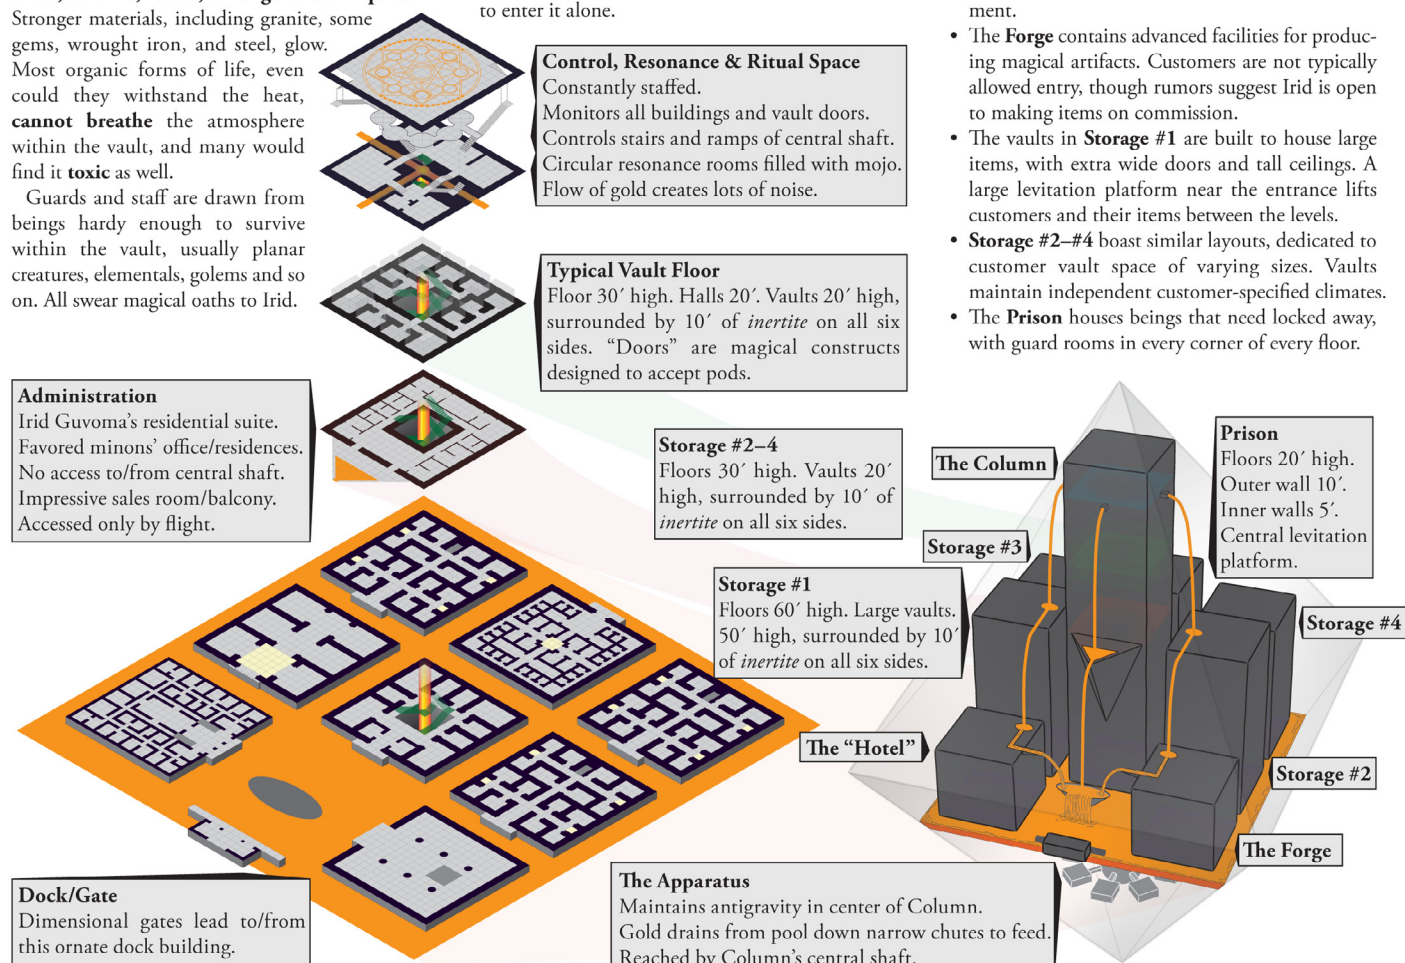 Stronger materials, including granite, some
gems, wrought iron, and steel, glow.
Most organic forms of life, even
could they withstand the heat,
cannot breathe the atmosphere
within the vault, and many would
find it toxic as well.
Guards and staff are drawn from
beings hardy enough to survive
within the vault, usually planar
creatures, elementals, golems and so
on. All swear magical oaths to Irid.
to enter it alone.
Control, Resonance & Ritual Space
Constantly staffed.
Monitors all buildings and vault doors.
Controls stairs and ramps of central shaft.
Circular resonance rooms filled with mojo.
Flow of gold creates lots of noise.
Typical Vault Floor
Floor 30´ high. Halls 20´. Vaults 20´ high,
surrounded by 10´ of inertite on all six
sides. “Doors” are magical constructs
designed to accept pods.
ment.
• The Forge contains advanced facilities for produc-
ing magical artifacts. Customers are not typically
allowed entry, though rumors suggest Irid is open
to making items on commission.
• The vaults in Storage #1 are built to house large
items, with extra wide doors and tall ceilings. A
large levitation platform near the entrance lifts
customers and their items between the levels.
• Storage #2–#4 boast similar layouts, dedicated to
customer vault space of varying sizes. Vaults
maintain independent customer-specified climates.
• The Prison houses beings that need locked away,
with guard rooms in every corner of every floor.
Administration
Irid Guvoma’s residential suite.
Favored minons’ office/residences.
No access to/from central shaft.
Impressive sales room/balcony.
Accessed only by flight.
Storage #2–4
Floors 30´ high. Vaults 20´
high, surrounded by 10´ of
inertite on all six sides.
The Column
Prison
Floors 20´ high.
Outer wall 10´.
Inner walls 5´.
Central levitation
platform.
Storage #3
Storage #1
Floors 60´ high. Large vaults.
50´ high, surrounded by 10´
of inertite on all six sides.
Storage #4
The “Hotel”
Storage #2
The Forge
Dock/Gate
Dimensional gates lead to/from
this ornate dock building.
The Apparatus
Maintains antigravity in center of Column.
Gold drains from pool down narrow chutes to feed.
Reached by Column’s central shaft.